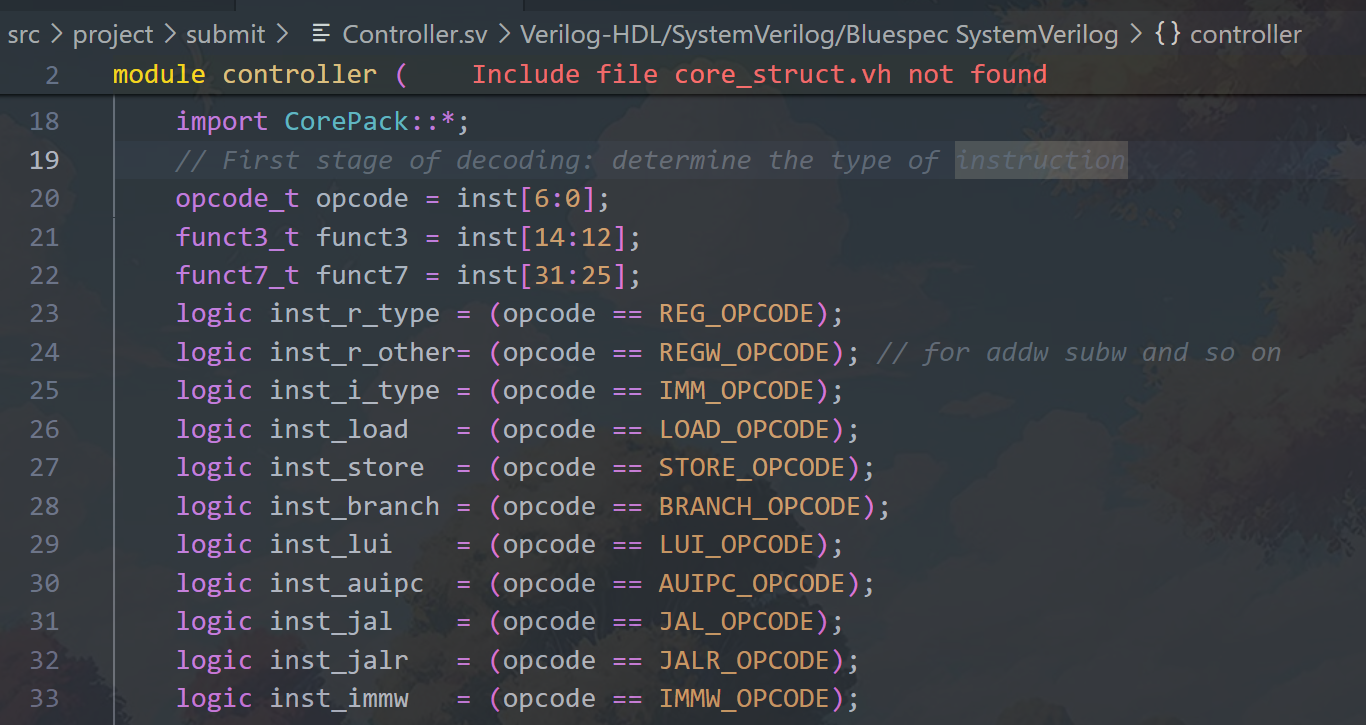 src > project > submit > Controller.sv > Verilog-HDL/SystemVerilog/Bluespec SystemVerilog > {} controller
2 module controller ( Include file core_struct.vh not found
18 import CorePack::*;
19 // First stage of decoding: determine the type of instruction
20 opcode_t opcode = inst[6:0];
21 funct3_t funct3 = inst[14:12];
22 funct7_t funct7 = inst[31:25];
23 logic inst_r_type = (opcode == REG_OPCODE);
24 logic inst_r_other= (opcode == REGW_OPCODE); // for addw subw and so on
25 logic inst_i_type = (opcode == IMM_OPCODE);
26 logic inst_load   = (opcode == LOAD_OPCODE);
27 logic inst_store  = (opcode == STORE_OPCODE);
28 logic inst_branch = (opcode == BRANCH_OPCODE);
29 logic inst_lui    = (opcode == LUI_OPCODE);
30 logic inst_auipc  = (opcode == AUIPC_OPCODE);
31 logic inst_jal    = (opcode == JAL_OPCODE);
32 logic inst_jalr   = (opcode == JALR_OPCODE);
33 logic inst_immw   = (opcode == IMMW_OPCODE);